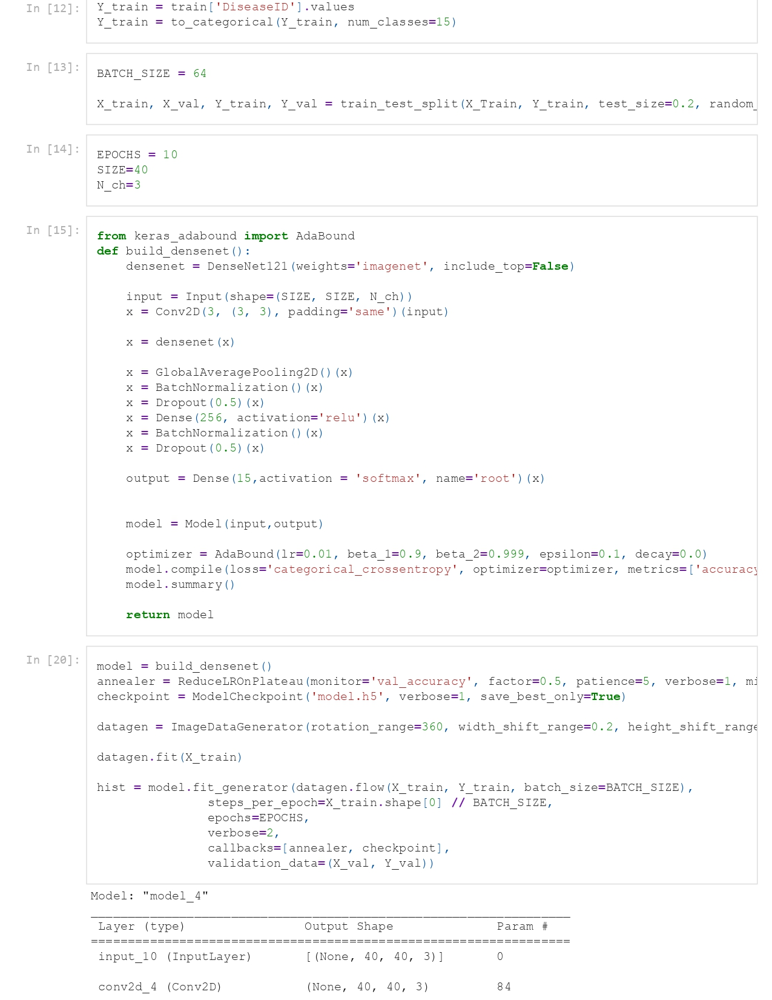 In [12]:
Y_train = train['DiseaseID'].values
Y_train = to_categorical(Y_train, num_classes=15)
In [13]:
BATCH_SIZE = 64
X_train, X_val, Y_train, Y_val = train_test_split(X_Train, Y_train, test_size=0.2, random_
In [14]:
EPOCHS = 10
SIZE=40
N_ch=3
In [15]:
from keras_adabound import AdaBound
def build_densenet():
    densenet = DenseNet121(weights='imagenet', include_top=False)
    input = Input(shape=(SIZE, SIZE, N_ch))
    x = Conv2D(3, (3, 3), padding='same')(input)
    x = densenet(x)
    x = GlobalAveragePooling2D()(x)
    x = BatchNormalization()(x)
    x = Dropout(0.5)(x)
    x = Dense(256, activation='relu')(x)
    x = BatchNormalization()(x)
    x = Dropout(0.5)(x)
    output = Dense(15,activation = 'softmax', name='root')(x)
    model = Model(input,output)
    optimizer = AdaBound(lr=0.01, beta_1=0.9, beta_2=0.999, epsilon=0.1, decay=0.0)
    model.compile(loss='categorical_crossentropy', optimizer=optimizer, metrics=['accuracy
    model.summary()
    return model
In [20]:
model = build_densenet()
annealer = ReduceLROnPlateau(monitor='val_accuracy', factor=0.5, patience=5, verbose=1, mi
checkpoint = ModelCheckpoint('model.h5', verbose=1, save_best_only=True)
datagen = ImageDataGenerator(rotation_range=360, width_shift_range=0.2, height_shift_range
datagen.fit(X_train)
hist = model.fit_generator(datagen.flow(X_train, Y_train, batch_size=BATCH_SIZE),
               steps_per_epoch=X_train.shape[0] // BATCH_SIZE,
               epochs=EPOCHS,
               verbose=2,
               callbacks=[annealer, checkpoint],
               validation_data=(X_val, Y_val))
Model: "model_4"
_________________________________________________________________
 Layer (type)                Output Shape              Param #
=================================================================
 input_10 (InputLayer)       [(None, 40, 40, 3)]       0
 conv2d_4 (Conv2D)           (None, 40, 40, 3)         84